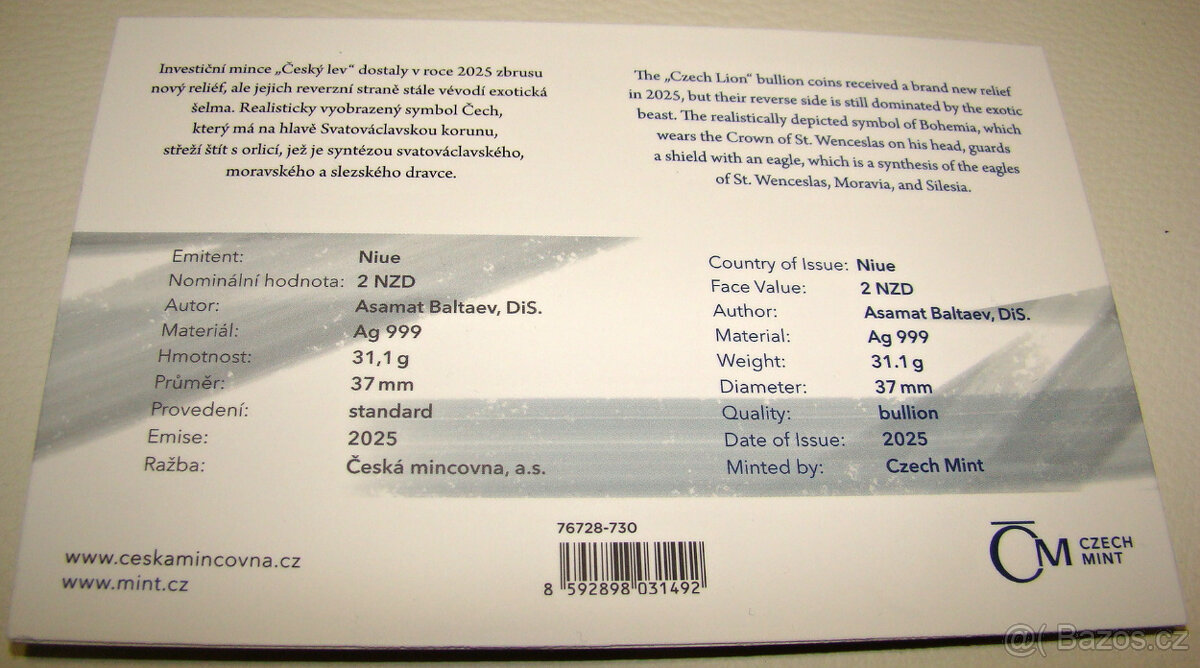 Investiční mince „Český lev“ dostaly v roce 2025 zbrusu
nový reliéf, ale jejich reverzní straně stále vévodí exotická
šelma. Realisticky vyobrazený symbol Čech,
který má na hlavě Svatováclavskou korunu,
střeží štít s orlicí, jež je syntézou svatováclavského,
moravského a slezského dravce.
The „Czech Lion“ bullion coins received a brand new relief
in 2025, but their reverse side is still dominated by the exotic
beast. The realistically depicted symbol of Bohemia, which
wears the Crown of St. Wenceslas on his head, guards
a shield with an eagle, which is a synthesis of the eagles
of St. Wenceslas, Moravia, and Silesia.
Emitent: Niue
Nominální hodnota: 2 NZD
Autor: Asamat Baltaev, DiS.
Materiál: Ag 999
Hmotnost: 31,1 g
Průměr: 37 mm
Provedení: standard
Emise: 2025
Ražba: Česká mincovna, a.s.
Country of Issue: Niue
Face Value: 2 NZD
Author: Asamat Baltaev, DiS.
Material: Ag 999
Weight: 31.1 g
Diameter: 37 mm
Quality: bullion
Date of Issue: 2025
Minted by: Czech Mint
www.ceskamincovna.cz
www.mint.cz
76728-730
8 592898 031492
ČM CZECH
MINT
@( Bazos.cz